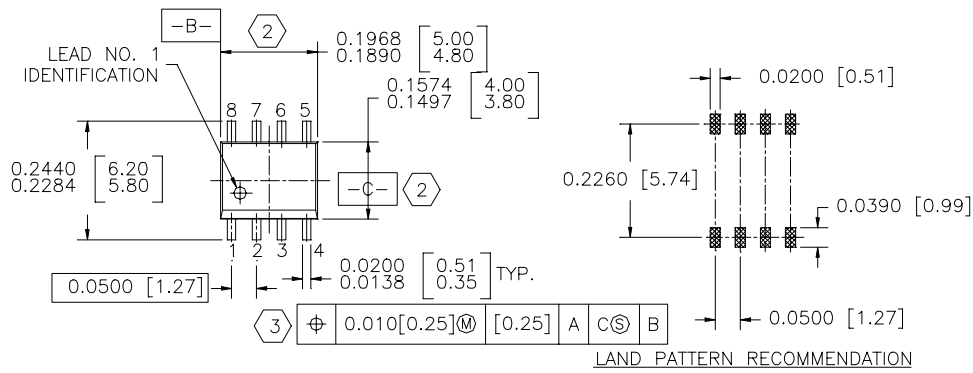 -B-
2
LEAD NO. 1
IDENTIFICATION
0.1968 [5.00]
0.1890 [4.80]
0.1574 [4.00]
0.1497 [3.80]
8 7 6 5
0.2440 [6.20]
0.2284 [5.80]
-C- 2
1 2 3 4
0.0500 [1.27]
0.0200 [0.51] TYP.
0.0138 [0.35]
3 ⌖ 0.010[0.25]Ⓜ [0.25] A CⓈ B
0.0200 [0.51]
0.2260 [5.74]
0.0390 [0.99]
0.0500 [1.27]
LAND PATTERN RECOMMENDATION